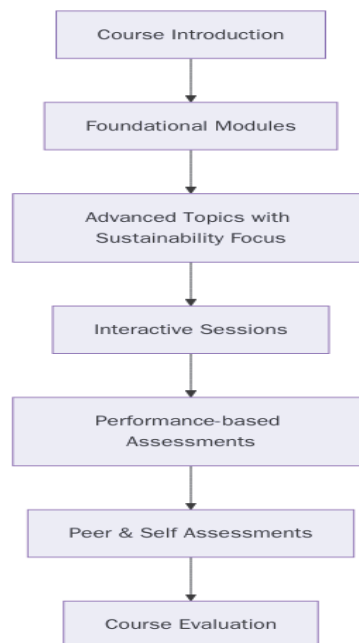 Course Introduction
Foundational Modules
Advanced Topics with
Sustainability Focus
Interactive Sessions
Performance-based
Assessments
Peer & Self Assessments
Course Evaluation